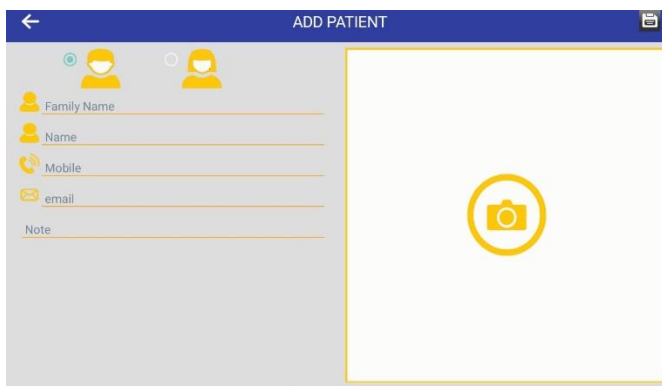 ADD PATIENT
Family Name
Name
Mobile
email
Note